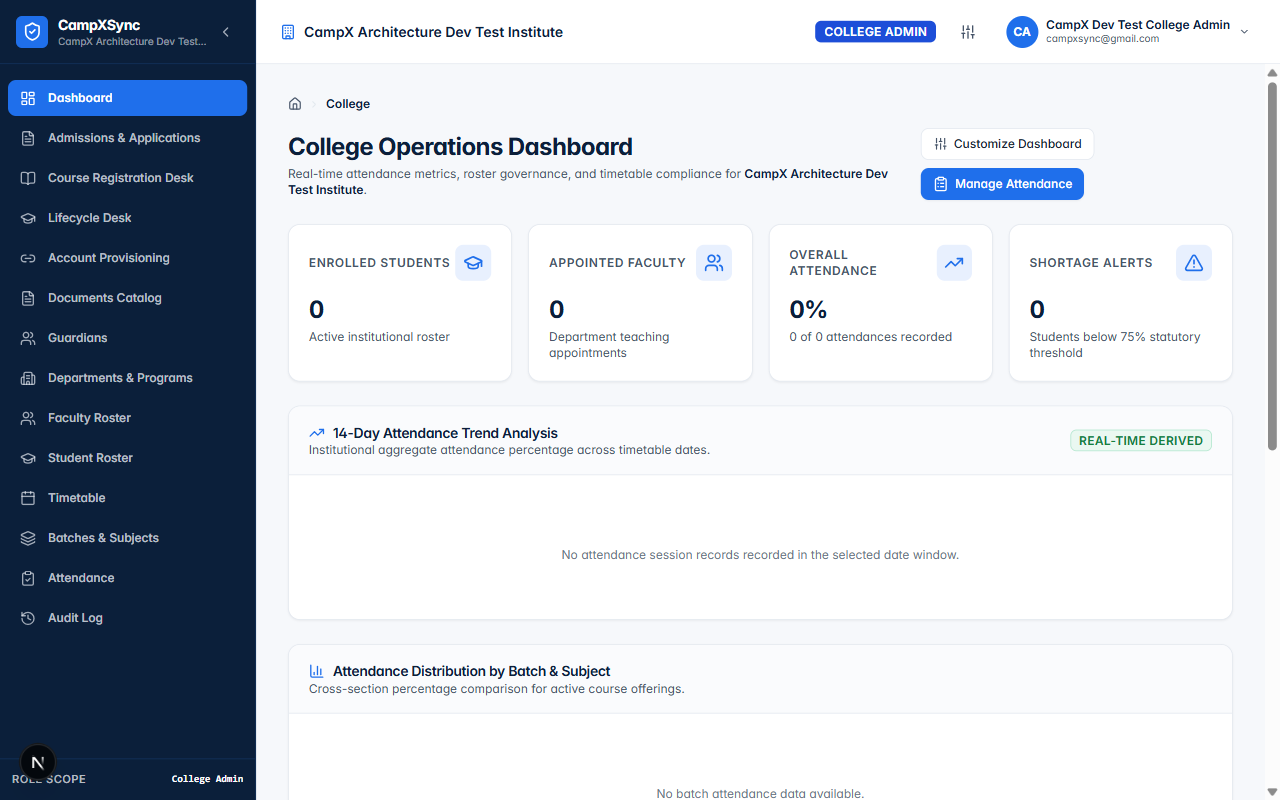 CampXSync
CampX Architecture Dev Test...
Dashboard
Admissions & Applications
Course Registration Desk
Lifecycle Desk
Account Provisioning
Documents Catalog
Guardians
Departments & Programs
Faculty Roster
Student Roster
Timetable
Batches & Subjects
Attendance
Audit Log
N
ROLE SCOPE
College Admin
CampX Architecture Dev Test Institute
COLLEGE ADMIN
CA
CampX Dev Test College Admin
campxsync@gmail.com
College
College Operations Dashboard
Real-time attendance metrics, roster governance, and timetable compliance for CampX Architecture Dev
Test Institute.
Customize Dashboard
Manage Attendance
ENROLLED STUDENTS
0
Active institutional roster
APPOINTED FACULTY
0
Department teaching
appointments
OVERALL
ATTENDANCE
0%
0 of 0 attendances recorded
SHORTAGE ALERTS
0
Students below 75% statutory
threshold
14-Day Attendance Trend Analysis
Institutional aggregate attendance percentage across timetable dates.
REAL-TIME DERIVED
No attendance session records recorded in the selected date window.
Attendance Distribution by Batch & Subject
Cross-section percentage comparison for active course offerings.
No batch attendance data available.